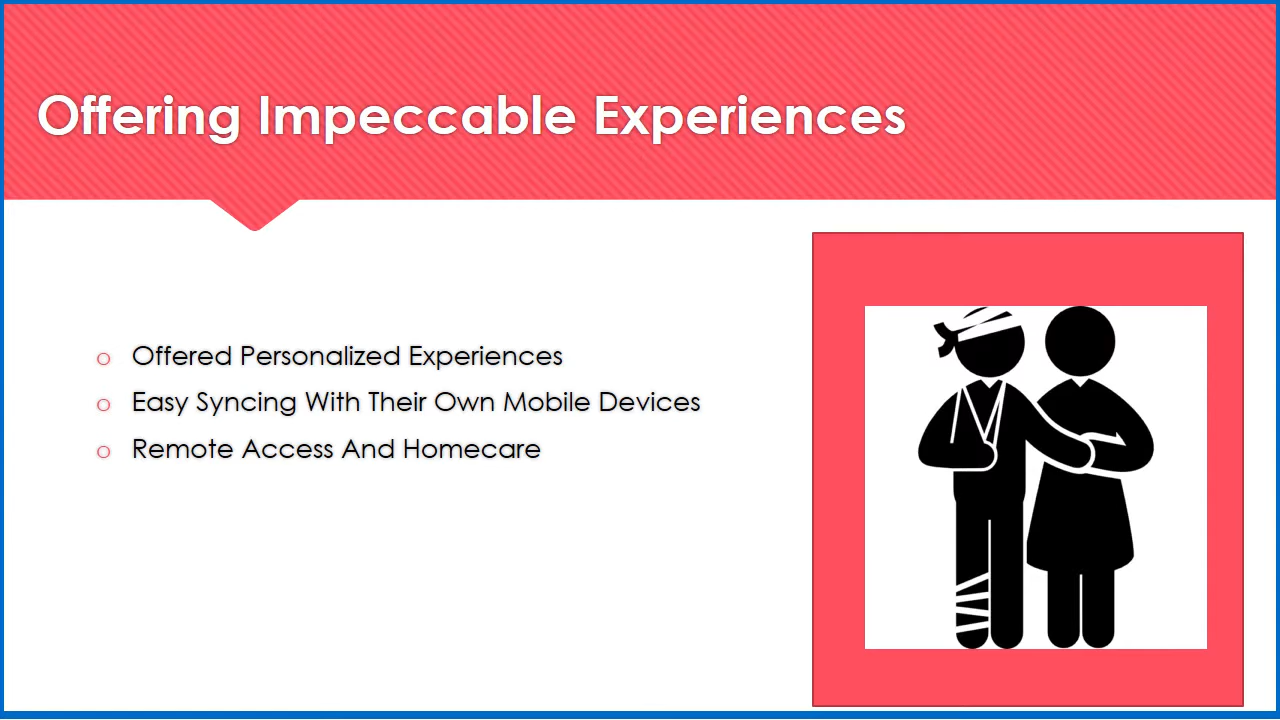 Offering Impeccable Experiences
Offered Personalized Experiences
Easy Syncing With Their Own Mobile Devices
Remote Access And Homecare